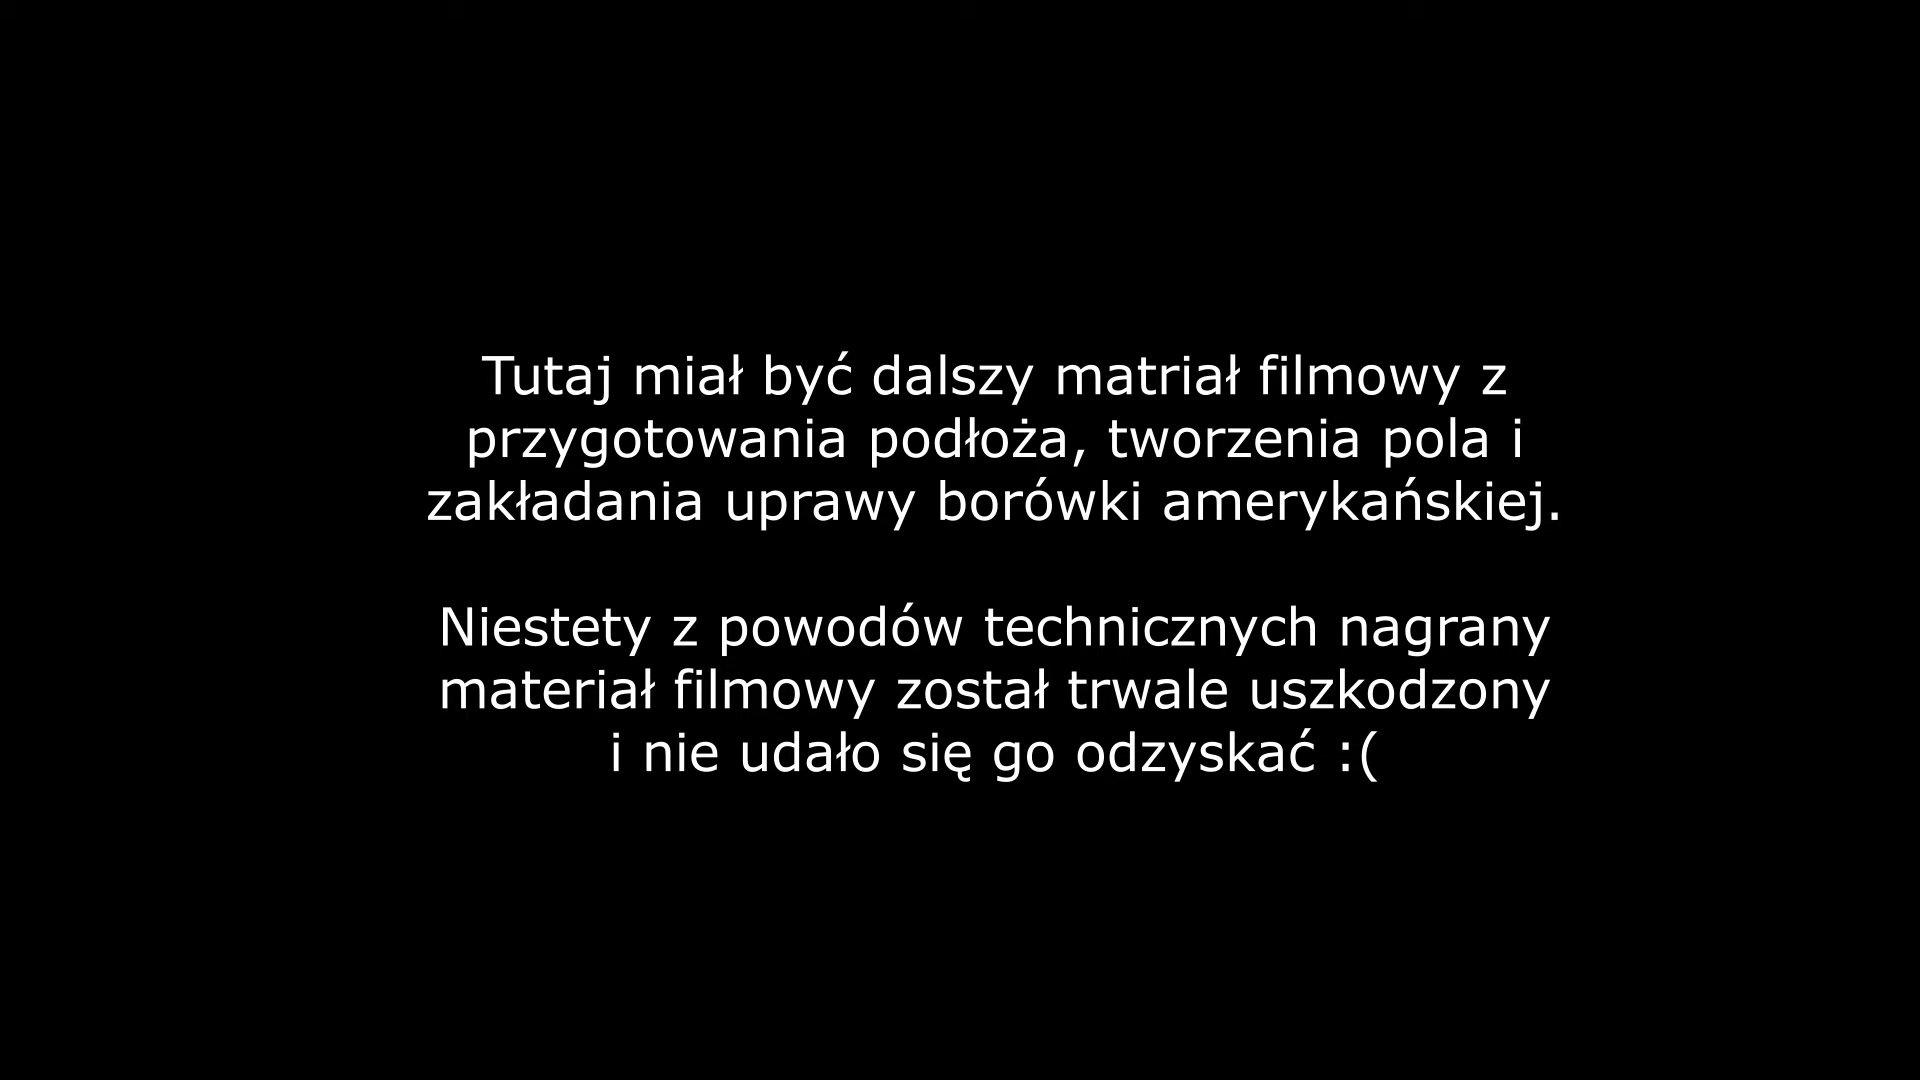 Tutaj miał być dalszy matriał filmowy z
przygotowania podłoża, tworzenia pola i
zakładania uprawy borówki amerykańskiej.
Niestety z powodów technicznych nagrany
materiał filmowy został trwale uszkodzony
i nie udało się go odzyskać :(